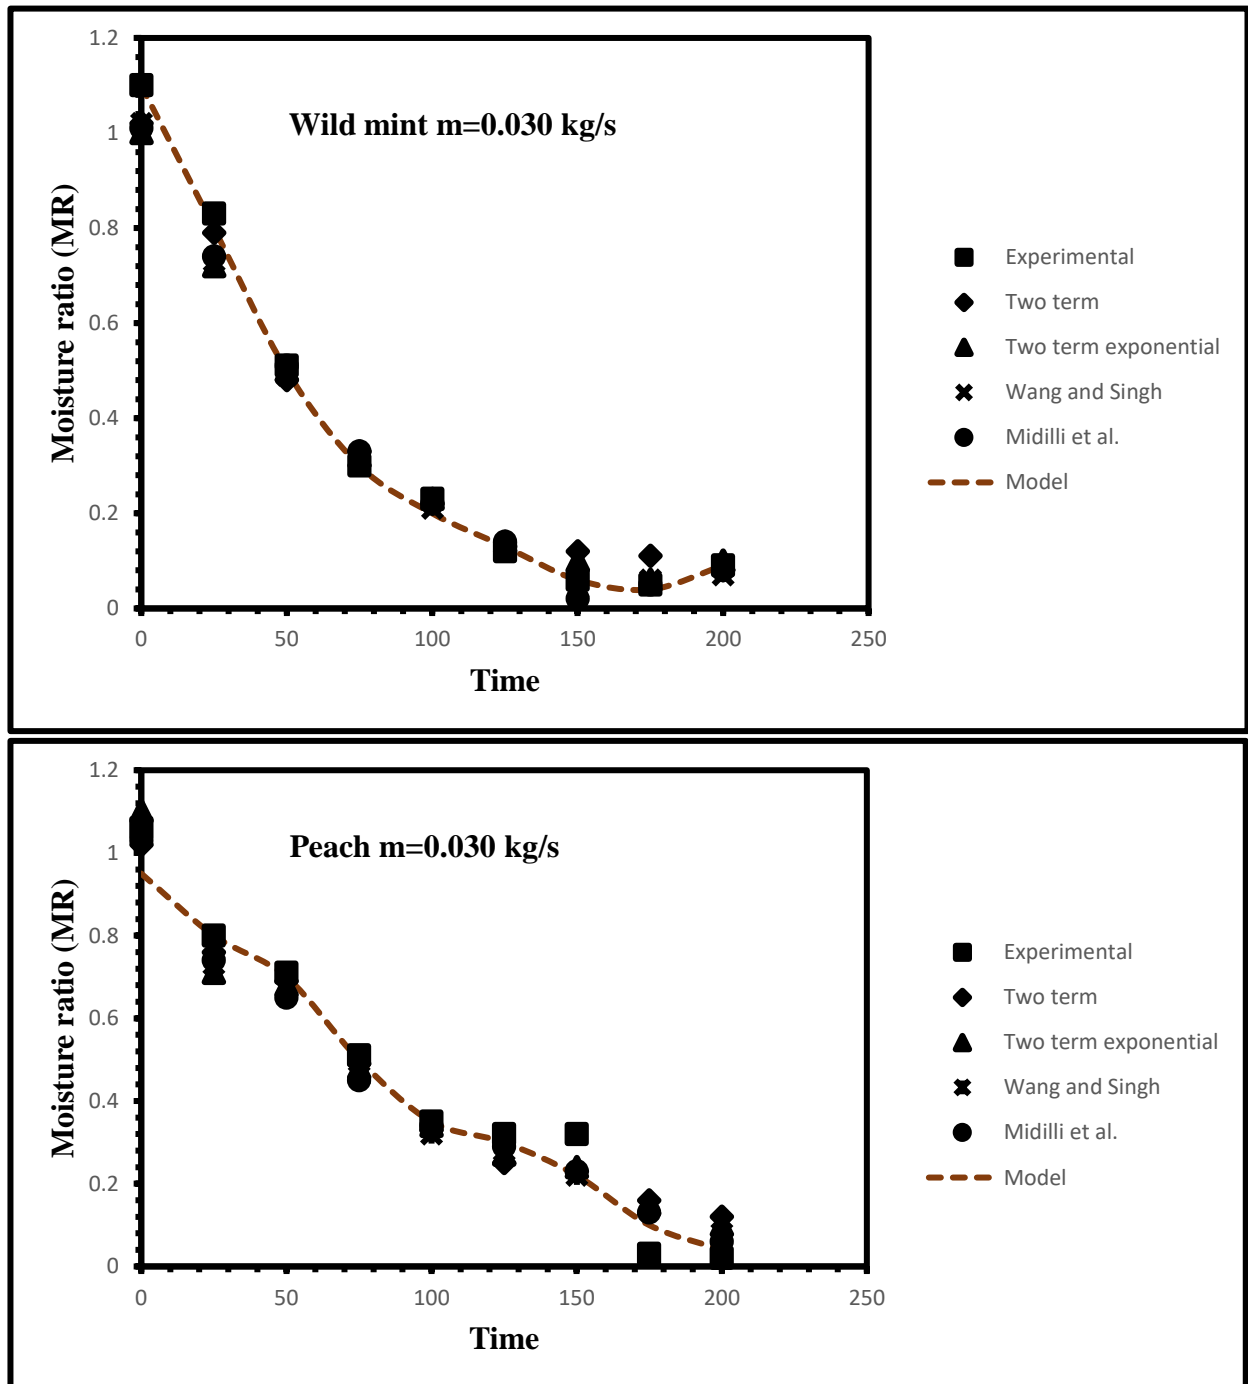 1.2
1
0.8
0.6
0.4
0.2
0
Moisture ratio (MR)
Wild mint m=0.030 kg/s
0 50 100 150 200 250
Time
Experimental
Two term
Two term exponential
Wang and Singh
Midilli et al.
Model
1.2
1
0.8
0.6
0.4
0.2
0
Moisture ratio (MR)
Peach m=0.030 kg/s
0 50 100 150 200 250
Time
Experimental
Two term
Two term exponential
Wang and Singh
Midilli et al.
Model